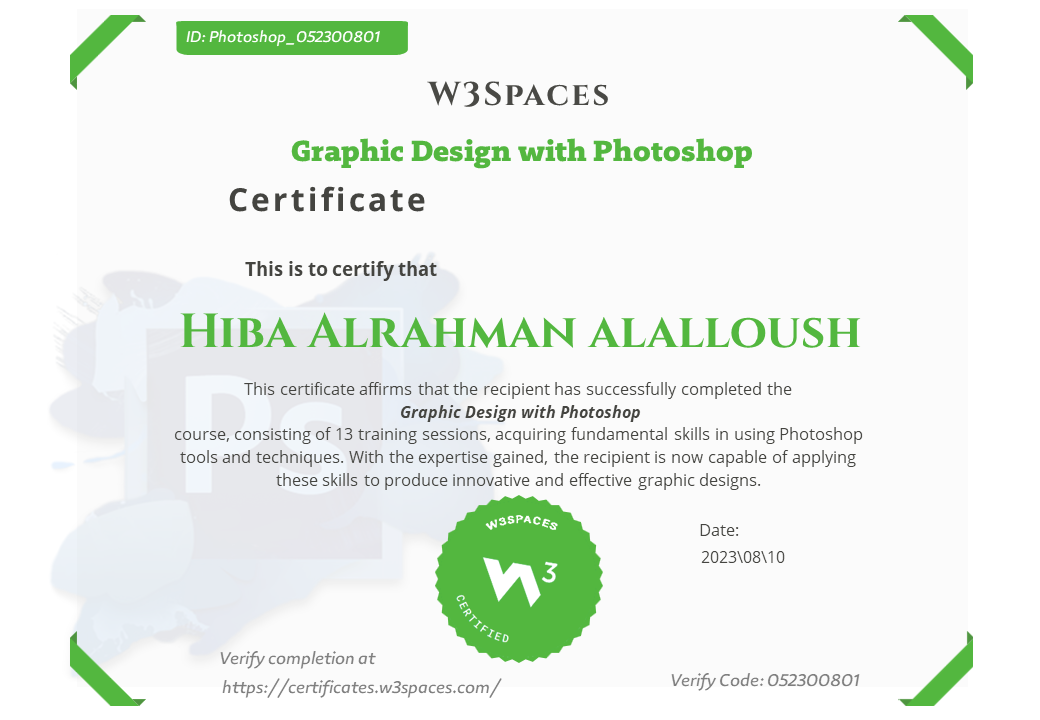 ID: Photoshop_052300801
W3Spaces
Graphic Design with Photoshop
Certificate
This is to certify that
Hiba Alrahman alalloush
This certificate affirms that the recipient has successfully completed the
Graphic Design with Photoshop
course, consisting of 13 training sessions, acquiring fundamental skills in using Photoshop
tools and techniques. With the expertise gained, the recipient is now capable of applying
these skills to produce innovative and effective graphic designs.
Ps
W3SPACES
W3
CERTIFIED
Date:
2023\08\10
Verify completion at
https://certificates.w3spaces.com/
Verify Code: 052300801